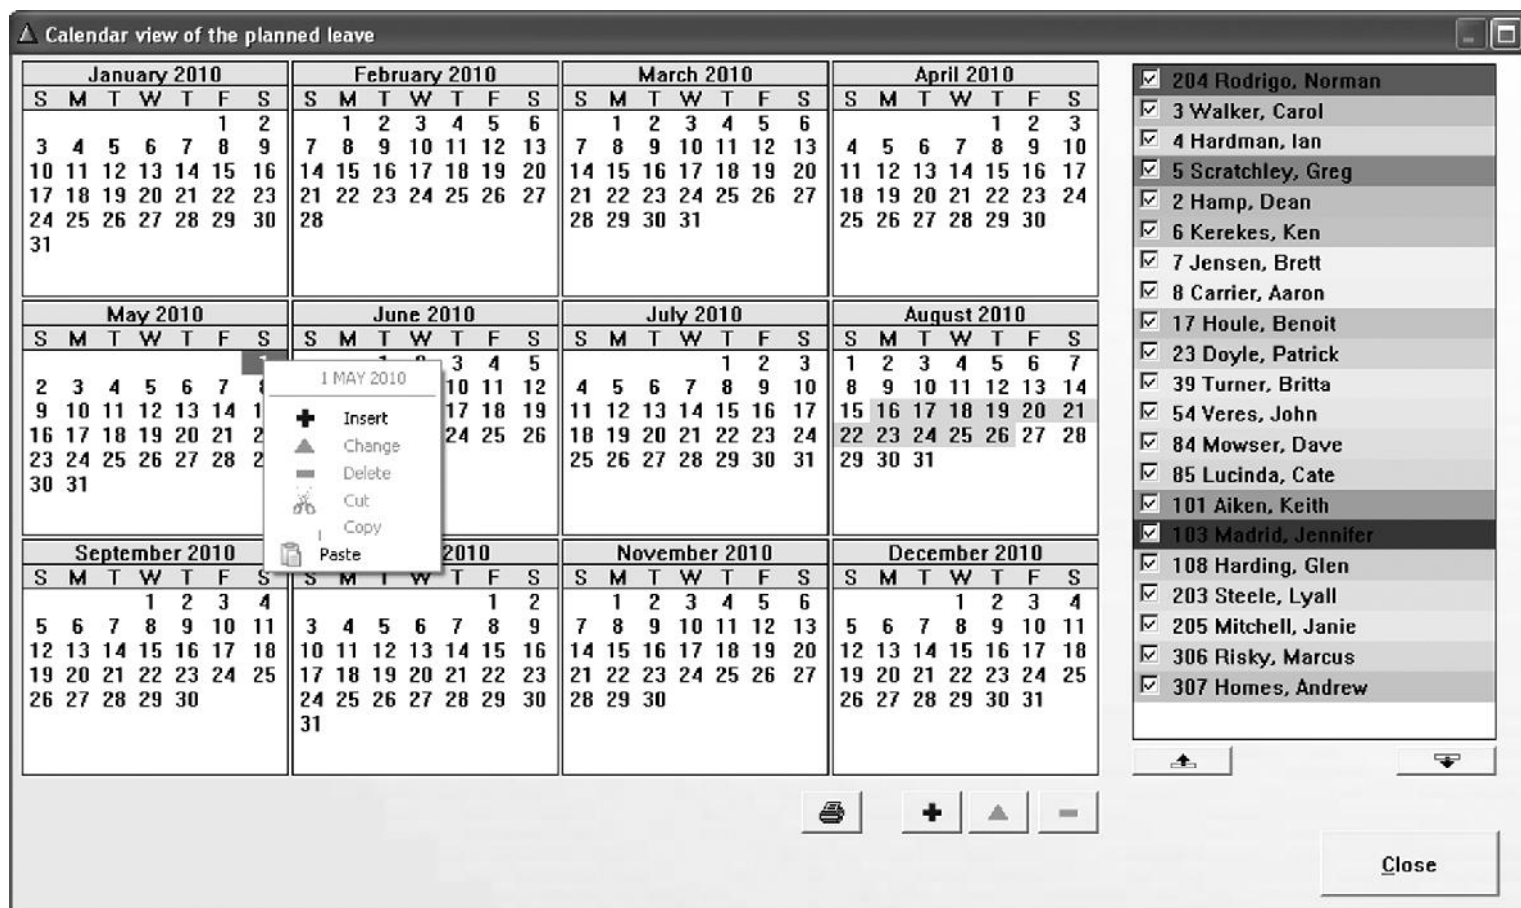 Calendar view of the planned leave
January 2010
S M T W T F S
1 2
3 4 5 6 7 8 9
10 11 12 13 14 15 16
17 18 19 20 21 22 23
24 25 26 27 28 29 30
31
February 2010
S M T W T F S
1 2 3 4 5 6
7 8 9 10 11 12 13
14 15 16 17 18 19 20
21 22 23 24 25 26 27
28
March 2010
S M T W T F S
1 2 3 4 5 6
7 8 9 10 11 12 13
14 15 16 17 18 19 20
21 22 23 24 25 26 27
28 29 30 31
April 2010
S M T W T F S
1 2 3
4 5 6 7 8 9 10
11 12 13 14 15 16 17
18 19 20 21 22 23 24
25 26 27 28 29 30
May 2010
S M T W T F S
2 3 4 5 6 7
9 10 11 12 13 14
16 17 18 19 20 21
23 24 25 26 27 28
30 31
1 MAY 2010
Insert
Change
Delete
Cut
Copy
Paste
June 2010
S M T W T F S
3 4 5
10 11 12
17 18 19
24 25 26
July 2010
S M T W T F S
1 2 3
4 5 6 7 8 9 10
11 12 13 14 15 16 17
18 19 20 21 22 23 24
25 26 27 28 29 30 31
August 2010
S M T W T F S
1 2 3 4 5 6 7
8 9 10 11 12 13 14
15 16 17 18 19 20 21
22 23 24 25 26 27 28
29 30 31
September 2010
S M T W T F S
1 2 3 4
5 6 7 8 9 10 11
12 13 14 15 16 17 18
19 20 21 22 23 24 25
26 27 28 29 30
2010
S M T W T F S
1 2
3 4 5 6 7 8 9
10 11 12 13 14 15 16
17 18 19 20 21 22 23
24 25 26 27 28 29 30
31
November 2010
S M T W T F S
1 2 3 4 5 6
7 8 9 10 11 12 13
14 15 16 17 18 19 20
21 22 23 24 25 26 27
28 29 30
December 2010
S M T W T F S
1 2 3 4
5 6 7 8 9 10 11
12 13 14 15 16 17 18
19 20 21 22 23 24 25
26 27 28 29 30 31
204 Rodrigo, Norman
3 Walker, Carol
4 Hardman, Ian
5 Scratchley, Greg
2 Hamp, Dean
6 Kerekes, Ken
7 Jensen, Brett
8 Carrier, Aaron
17 Houle, Benoit
23 Doyle, Patrick
39 Turner, Britta
54 Veres, John
84 Mowser, Dave
85 Lucinda, Cate
101 Aiken, Keith
103 Madrid, Jennifer
108 Harding, Glen
203 Steele, Lyall
205 Mitchell, Janie
306 Risky, Marcus
307 Homes, Andrew
Close